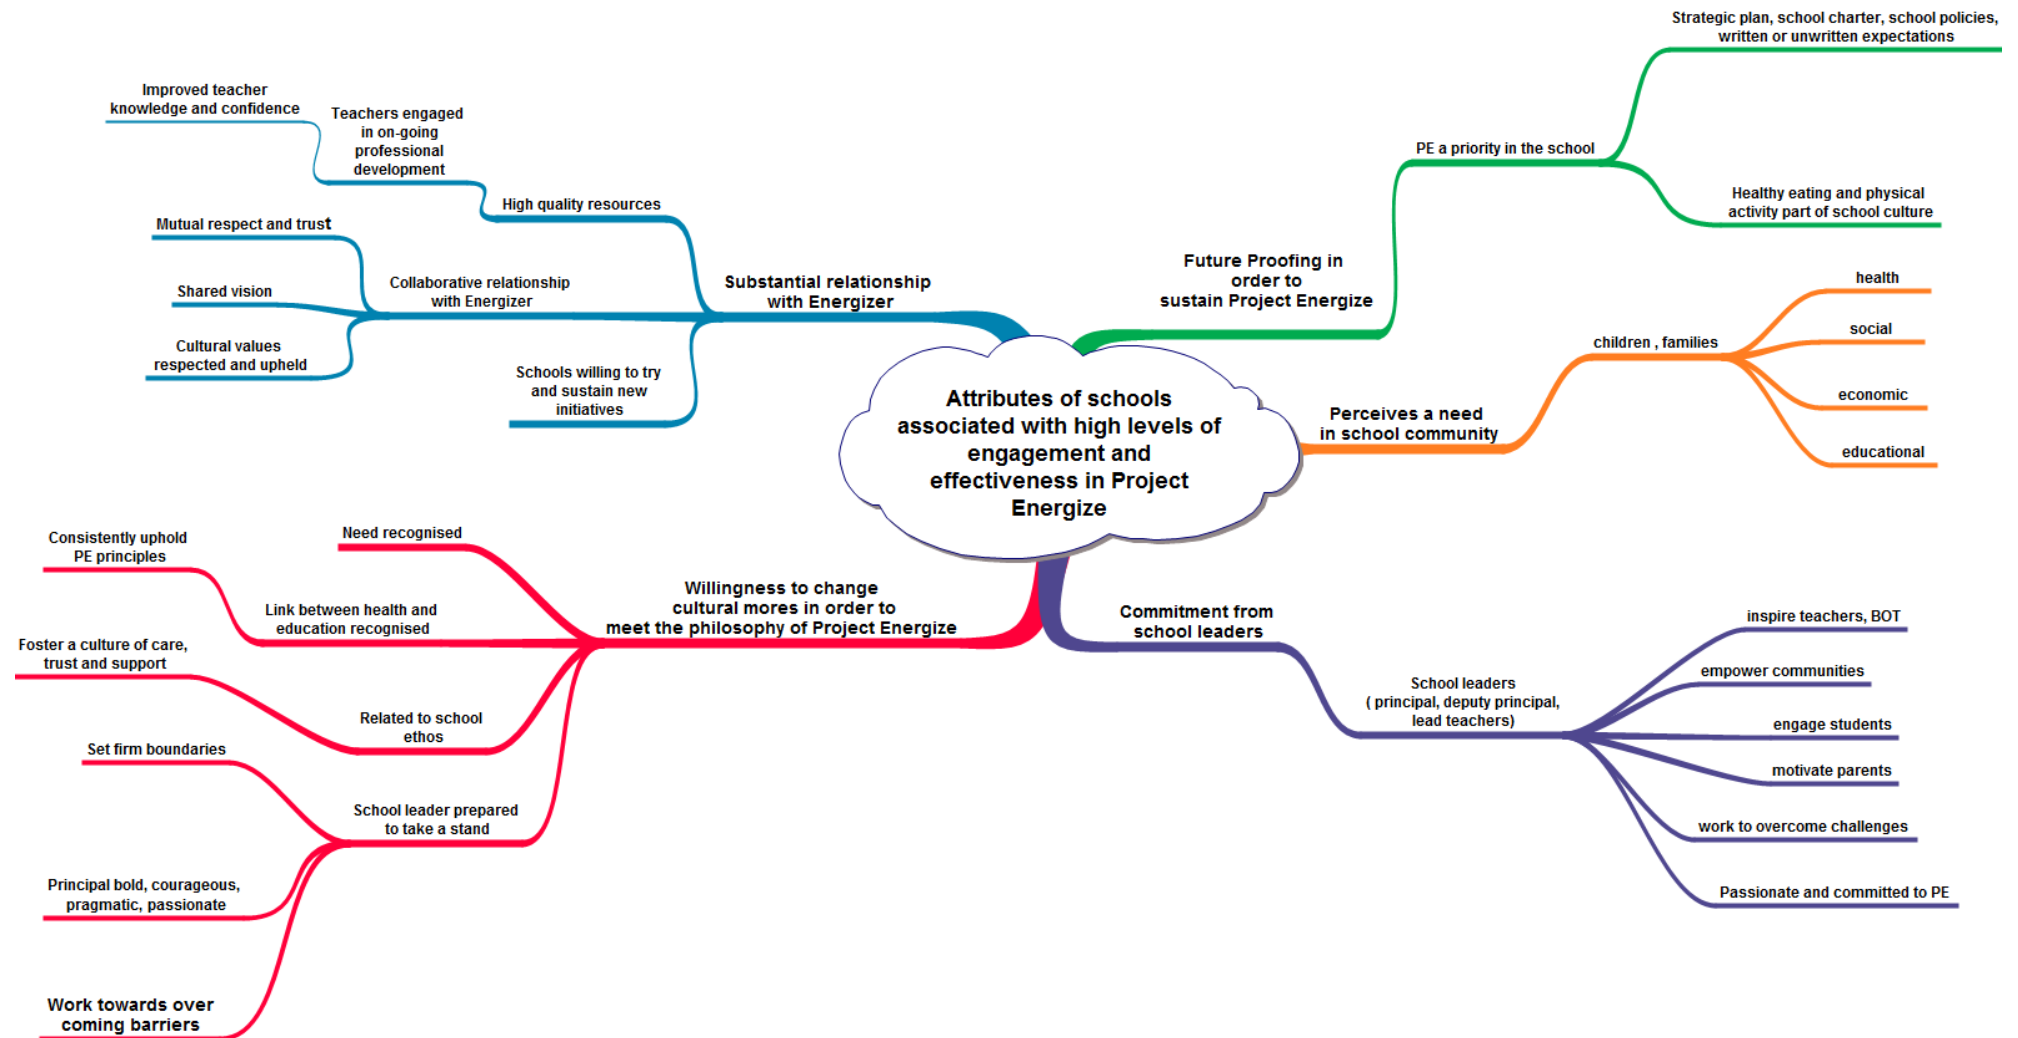 Attributes of schools
associated with high levels of
engagement and
effectiveness in Project
Energize
Future Proofing in
order to
sustain Project Energize
PE a priority in the school
Strategic plan, school charter, school policies,
written or unwritten expectations
Healthy eating and physical
activity part of school culture
Perceives a need
in school community
children , families
health
social
economic
educational
Commitment from
school leaders
School leaders
( principal, deputy principal,
lead teachers)
inspire teachers, BOT
empower communities
engage students
motivate parents
work to overcome challenges
Passionate and committed to PE
Willingness to change
cultural mores in order to
meet the philosophy of Project Energize
Need recognised
Link between health and
education recognised
Consistently uphold
PE principles
Related to school
ethos
Foster a culture of care,
trust and support
School leader prepared
to take a stand
Set firm boundaries
Principal bold, courageous,
pragmatic, passionate
Work towards over
coming barriers
Substantial relationship
with Energizer
High quality resources
Teachers engaged
in on-going
professional
development
Improved teacher
knowledge and confidence
Collaborative relationship
with Energizer
Mutual respect and trust
Shared vision
Cultural values
respected and upheld
Schools willing to try
and sustain new
initiatives